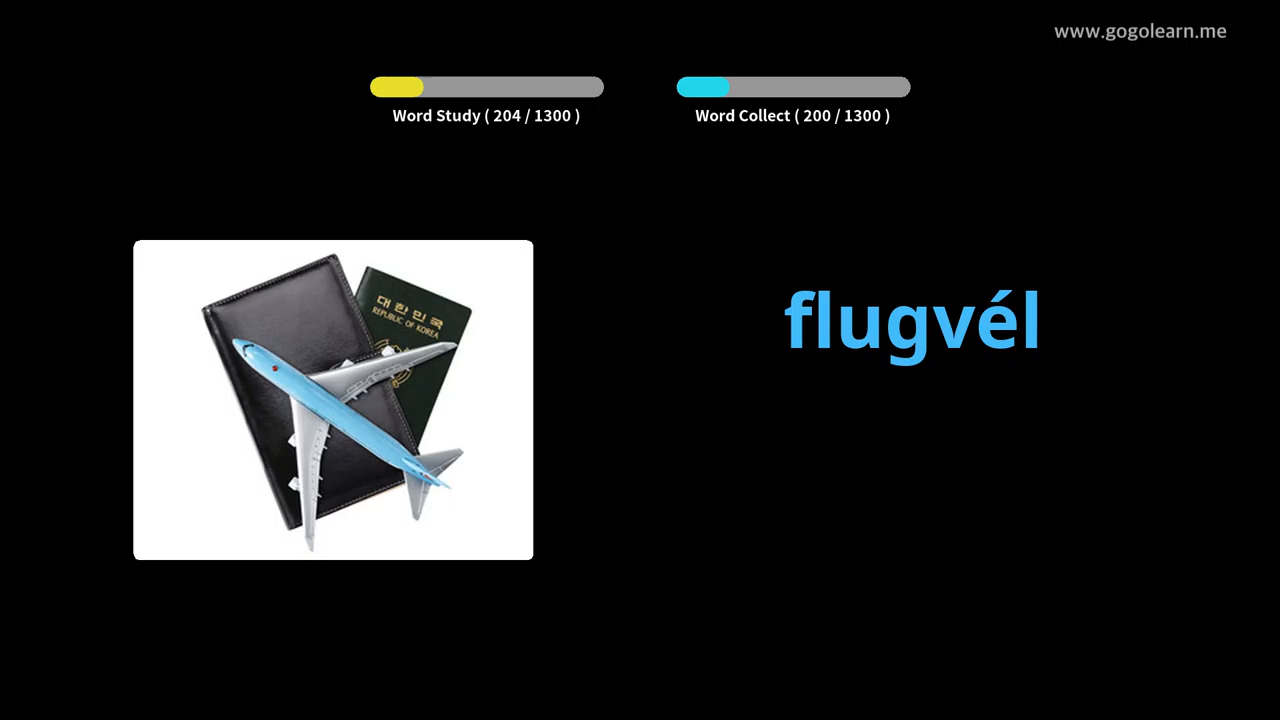 www.gogolearn.me
Word Study ( 204 / 1300 )
Word Collect ( 200 / 1300 )
대한민국
REPUBLIC OF KOREA
flugvél